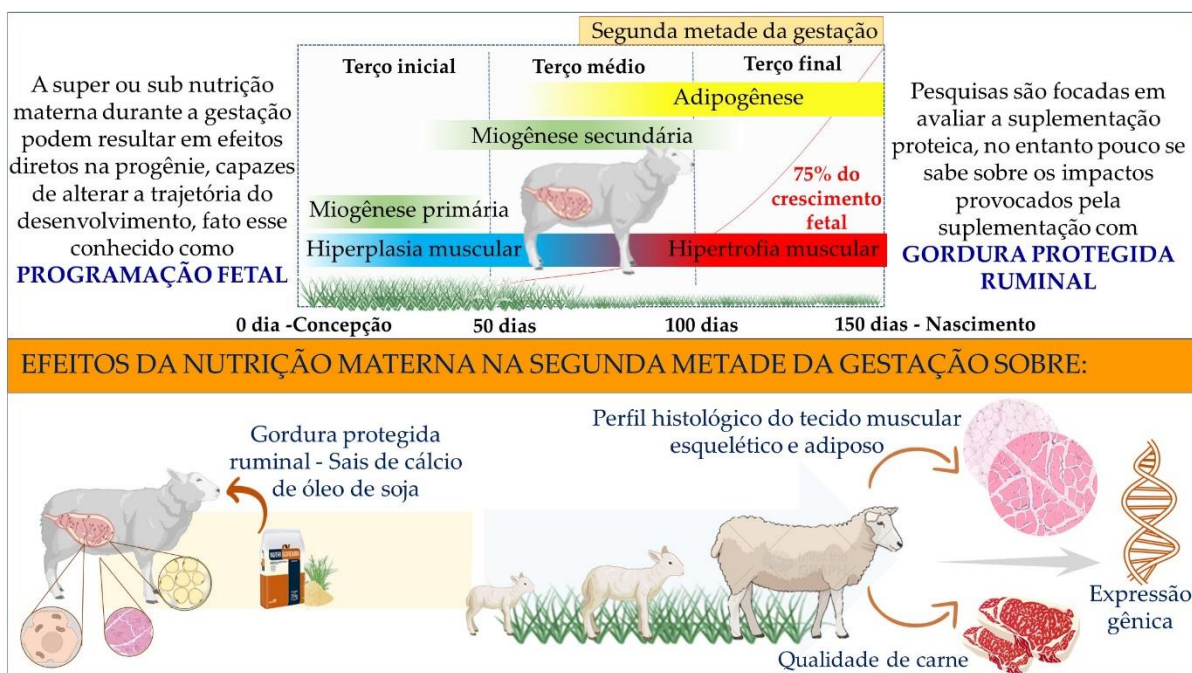 Segunda metade da gestação
Terço inicial
Terço médio
Terço final
A super ou sub nutrição
materna durante a gestação
podem resultar em efeitos
diretos na progênie, capazes
de alterar a trajetória do
desenvolvimento, fato esse
conhecido como
PROGRAMAÇÃO FETAL
Adipogênese
Miogênese secundária
75% do
crescimento
fetal
Miogênese primária
Hiperplasia muscular
Hipertrofia muscular
Pesquisas são focadas em
avaliar a suplementação
proteica, no entanto pouco se
sabe sobre os impactos
provocados pela
suplementação com
GORDURA PROTEGIDA
RUMINAL
0 dia -Concepção
50 dias
100 dias
150 dias - Nascimento
EFEITOS DA NUTRIÇÃO MATERNA NA SEGUNDA METADE DA GESTAÇÃO SOBRE:
Gordura protegida
ruminal - Sais de cálcio
de óleo de soja
Perfil histológico do tecido muscular
esquelético e adiposo
Expressão
gênica
Qualidade de carne